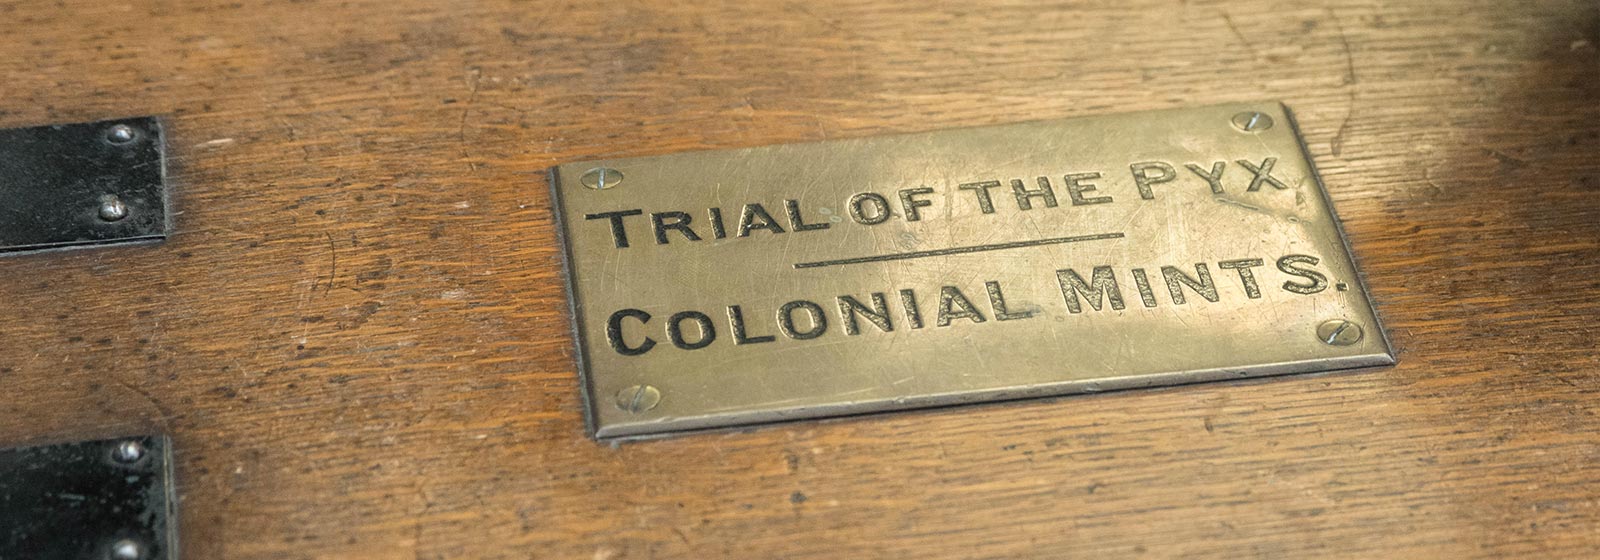 TRIAL OF THE PYX
COLONIAL MINTS.